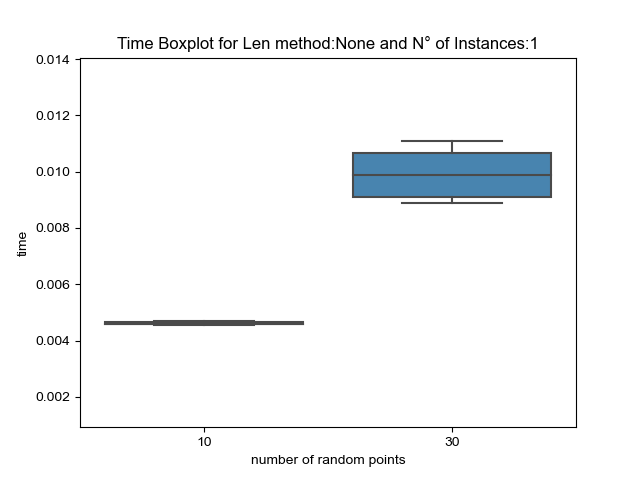 Time Boxplot for Len method:None and N° of Instances:1
0.014
0.012
0.010
0.008
0.006
0.004
0.002
time
10 30
number of random points